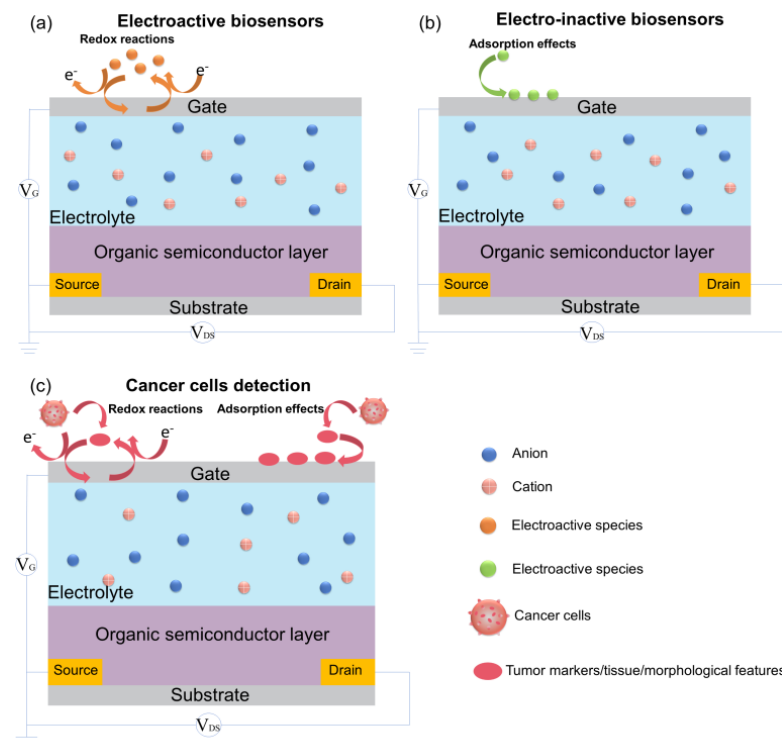 (a)
Electroactive biosensors
Redox reactions
e-
e-
Gate
VG
Electrolyte
Organic semiconductor layer
Source
Drain
Substrate
VDS
(b)
Electro-inactive biosensors
Adsorption effects
Gate
VG
Electrolyte
Organic semiconductor layer
Source
Drain
Substrate
VDS
(c)
Cancer cells detection
Redox reactions
Adsorption effects
e-
e-
Gate
VG
Electrolyte
Organic semiconductor layer
Source
Drain
Substrate
VDS
Anion
Cation
Electroactive species
Electroactive species
Cancer cells
Tumor markers/tissue/morphological features